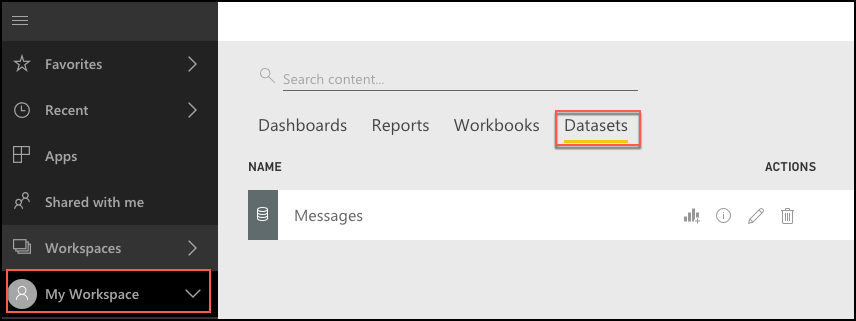 Favorites
Recent
Apps
Shared with me
Workspaces
My Workspace
Search content...
Dashboards Reports Workbooks Datasets
NAME ACTIONS
Messages